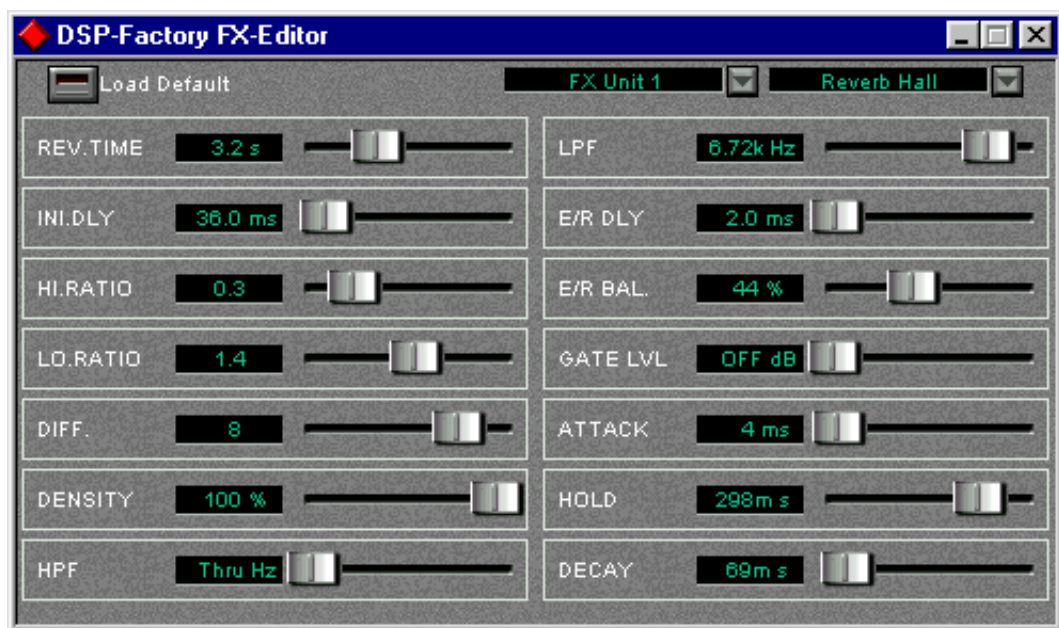 DSP-Factory FX-Editor
Load Default
FX Unit 1
Reverb Hall
REV.TIME 3.2 s
LPF 6.72k Hz
INI.DLY 36.0 ms
E/R DLY 2.0 ms
HI.RATIO 0.3
E/R BAL. 44 %
LO.RATIO 1.4
GATE LVL OFF dB
DIFF. 8
ATTACK 4 ms
DENSITY 100 %
HOLD 298m s
HPF Thru Hz
DECAY 69m s